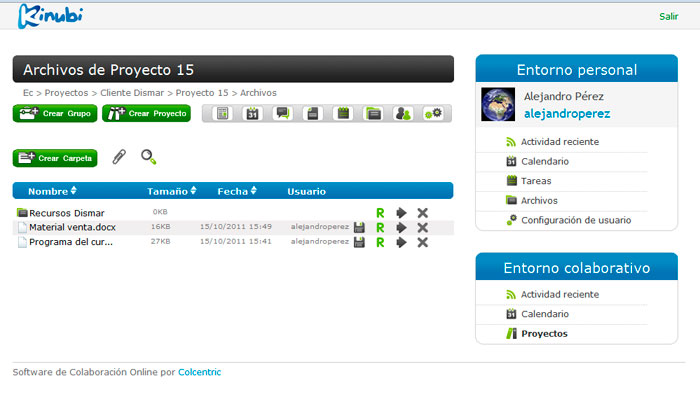 Kinubi
Salir
Archivos de Proyecto 15
Ec > Proyectos > Cliente Dismar > Proyecto 15 > Archivos
Crear Grupo
Crear Proyecto
31
Crear Carpeta
Nombre Tamaño Fecha Usuario
Recursos Dismar 0KB R
Material venta.docx 16KB 15/10/2011 15:49 alejandroperez R
Programa del cur... 27KB 15/10/2011 15:41 alejandroperez R
Entorno personal
Alejandro Pérez
alejandroperez
Actividad reciente
31 Calendario
Tareas
Archivos
Configuración de usuario
Entorno colaborativo
Actividad reciente
31 Calendario
Proyectos
Software de Colaboración Online por Colcentric